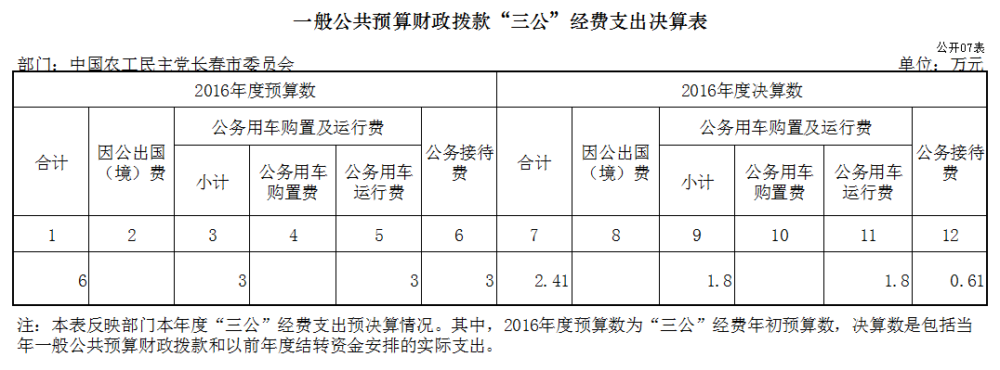 一般公共预算财政拨款“三公”经费支出决算表
公开07表
部门：中国农工民主党长春市委员会 单位：万元
2016年度预算数 2016年度决算数
合计 因公出国（境）费 公务用车购置及运行费 公务接待费 合计 因公出国（境）费 公务用车购置及运行费 公务接待费
小计 公务用车购置费 公务用车运行费 小计 公务用车购置费 公务用车运行费
1 2 3 4 5 6 7 8 9 10 11 12
6 3 3 3 2.41 1.8 1.8 0.61
注：本表反映部门本年度“三公”经费支出预决算情况。其中，2016年度预算数为“三公”经费年初预算数，决算数是包括当
年一般公共预算财政拨款和以前年度结转资金安排的实际支出。